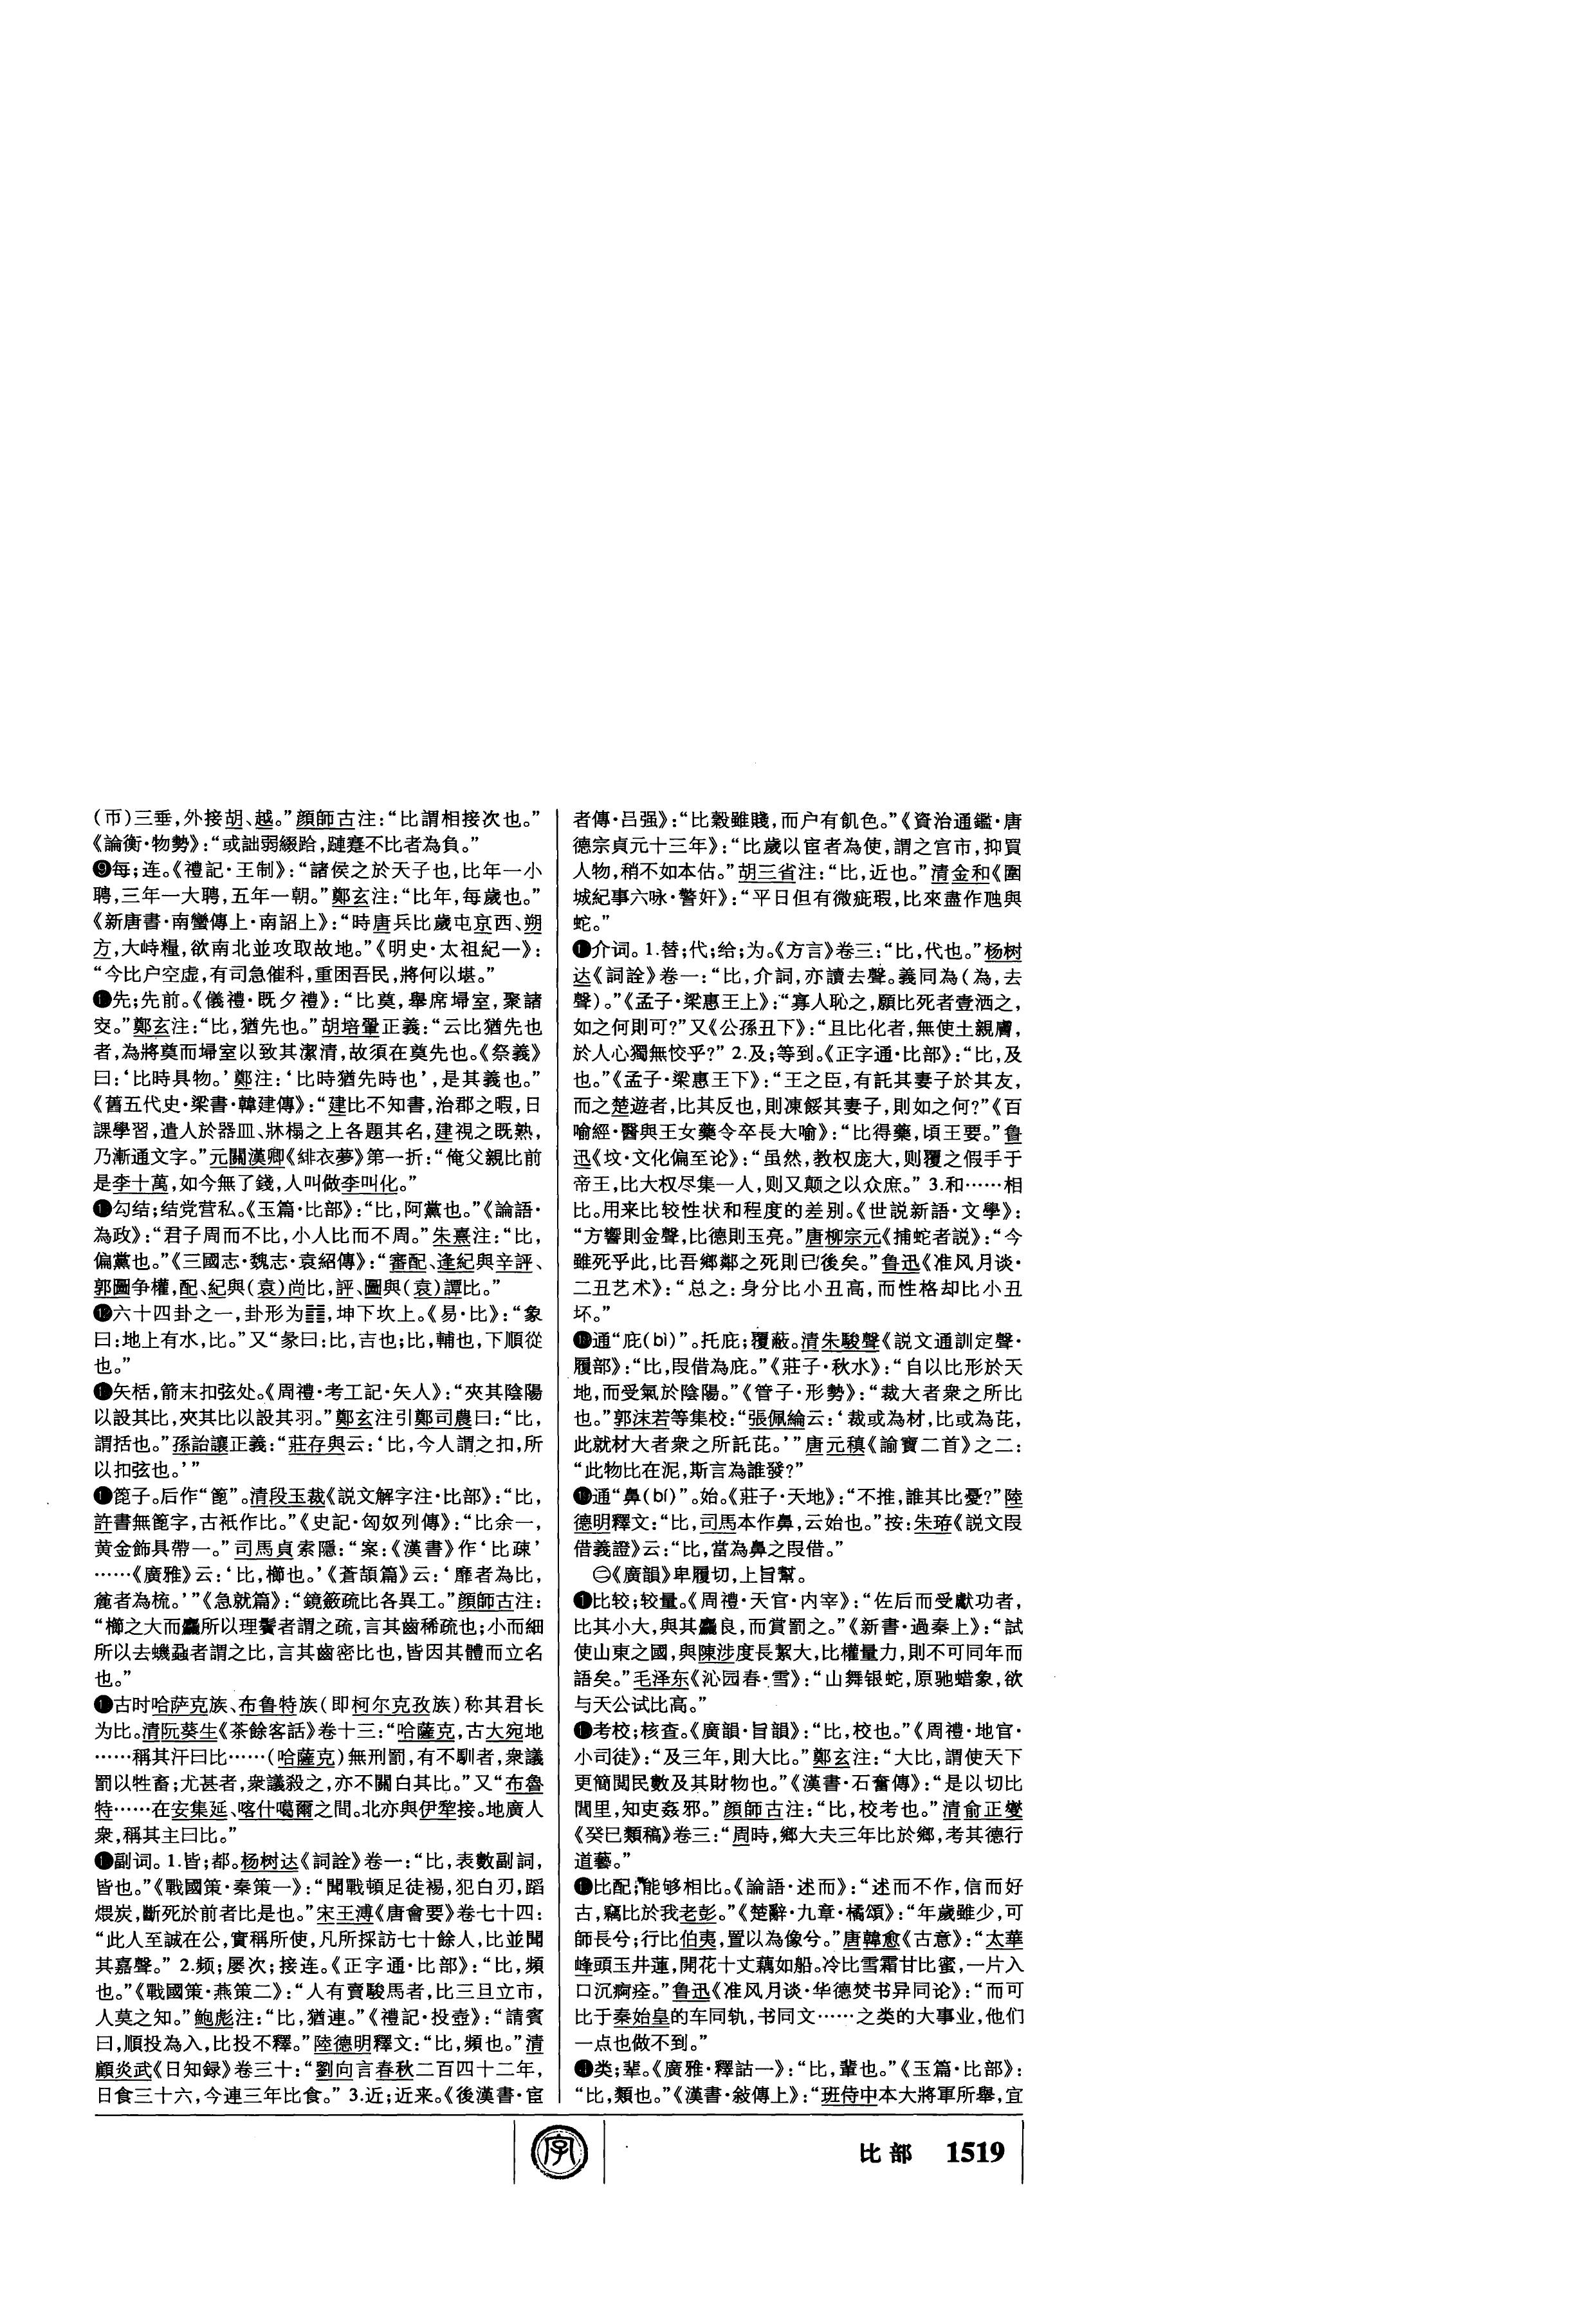 (帀)三垂,外接胡、越。”顔師古注:“比謂相接次也。”
《論衡·物勢》:“或詘弱綴跲,蹥蹇不比者為負。”
❾每;连。《禮記·王制》:“諸侯之於天子也,比年一小
聘,三年一大聘,五年一朝。”鄭玄注:“比年,每歲也。”
《新唐書·南蠻傳上·南詔上》:“時唐兵比歲屯京西、朔
方,大峙糧,欲南北並攻取故地。”《明史·太祖紀一》:
“今比户空虚,有司急催科,重困吾民,將何以堪。”
❿先;先前。《儀禮·既夕禮》:“比奠,舉席埽室,聚諸
窔。”鄭玄注:“比,猶先也。”胡培翬正義:“云比猶先也
者,為將奠而埽室以致其潔清,故須在奠先也。《祭義》
曰:‘比時具物。’鄭注:‘比時猶先時也’,是其義也。”
《舊五代史·梁書·韓建傳》:“建比不知書,治郡之暇,日
課學習,遣人於器皿、牀榻之上各題其名,建視之既熟,
乃漸通文字。”元關漢卿《緋衣夢》第一折:“俺父親比前
是李十萬,如今無了錢,人叫做李叫化。”
⓫勾结;结党营私。《玉篇·比部》:“比,阿黨也。”《論語·
為政》:“君子周而不比,小人比而不周。”朱熹注:“比,
偏黨也。”《三國志·魏志·袁紹傳》:“審配、逢紀與辛評、
郭圖争權,配、紀與(袁)尚比,評、圖與(袁)譚比。”
⓬六十四卦之一,卦形为䷇,坤下坎上。《易·比》:“象
曰:地上有水,比。”又“彖曰:比,吉也;比,輔也,下順從
也。”
⓭矢栝,箭末扣弦处。《周禮·考工記·矢人》:“夾其陰陽
以設其比,夾其比以設其羽。”鄭玄注引鄭司農曰:“比,
謂括也。”孫詒讓正義:“莊存與云:‘比,今人謂之扣,所
以扣弦也。’”
⓮篦子。后作“篦”。清段玉裁《説文解字注·比部》:“比,
許書無篦字,古衹作比。”《史記·匈奴列傳》:“比余一,
黄金飾具帶一。”司馬貞索隱:“案:《漢書》作‘比疎’
……《廣雅》云:‘比,櫛也。’《蒼頡篇》云:‘靡者為比,
麄者為梳。’”《急就篇》:“鏡籢疏比各異工。”顔師古注:
“櫛之大而麤所以理鬢者謂之疏,言其齒稀疏也;小而細
所以去蟣蝨者謂之比,言其齒密比也,皆因其體而立名
也。”
⓯古时哈萨克族、布鲁特族(即柯尔克孜族)称其君长
为比。清阮葵生《茶餘客話》卷十三:“哈薩克,古大宛地
……稱其汗曰比……(哈薩克)無刑罰,有不馴者,衆議
罰以牲畜;尤甚者,衆議殺之,亦不關白其比。”又“布魯
特……在安集延、喀什噶爾之間。北亦與伊犂接。地廣人
衆,稱其主曰比。”
⓰副词。1.皆;都。杨树达《詞詮》卷一:“比,表數副詞,
皆也。”《戰國策·秦策一》:“聞戰頓足徒裼,犯白刃,蹈
煨炭,斷死於前者比是也。”宋王溥《唐會要》卷七十四:
“此人至誠在公,實稱所使,凡所採訪七十餘人,比並聞
其嘉聲。” 2.频;屡次;接连。《正字通·比部》:“比,頻
也。”《戰國策·燕策二》:“人有賣駿馬者,比三旦立市,
人莫之知。”鮑彪注:“比,猶連。”《禮記·投壺》:“請賓
曰,順投為入,比投不釋。”陸德明釋文:“比,頻也。”清
顧炎武《日知録》卷三十:“劉向言春秋二百四十二年,
日食三十六,今連三年比食。” 3.近;近来。《後漢書·宦
者傳·吕强》:“比穀雖賤,而户有飢色。”《資治通鑑·唐
德宗貞元十三年》:“比歲以宦者為使,謂之宫市,抑買
人物,稍不如本估。”胡三省注:“比,近也。”清金和《圍
城紀事六咏·警奸》:“平日但有微疵瑕,比來盡作虺與
蛇。”
⓱介词。1.替;代;给;为。《方言》卷三:“比,代也。”杨树
达《詞詮》卷一:“比,介詞,亦讀去聲。義同為(為,去
聲)。”《孟子·梁惠王上》:“寡人恥之,願比死者壹洒之,
如之何則可?”又《公孫丑下》:“且比化者,無使土親膚,
於人心獨無恔乎?” 2.及;等到。《正字通·比部》:“比,及
也。”《孟子·梁惠王下》:“王之臣,有託其妻子於其友,
而之楚遊者,比其反也,則凍餒其妻子,則如之何?”《百
喻經·醫與王女藥令卒長大喻》:“比得藥,頃王要。”鲁
迅《坟·文化偏至论》:“虽然,教权庞大,则覆之假手于
帝王,比大权尽集一人,则又颠之以众庶。” 3.和……相
比。用来比较性状和程度的差别。《世説新語·文學》:
“方響則金聲,比德則玉亮。”唐柳宗元《捕蛇者説》:“今
雖死乎此,比吾鄉鄰之死則已後矣。”鲁迅《准风月谈·
二丑艺术》:“总之:身分比小丑高,而性格却比小丑
坏。”
⓲通“庇(bì)”。托庇;覆蔽。清朱駿聲《説文通訓定聲·
履部》:“比,叚借為庇。”《莊子·秋水》:“自以比形於天
地,而受氣於陰陽。”《管子·形勢》:“裁大者衆之所比
也。”郭沫若等集校:“張佩綸云:‘裁或為材,比或為芘,
此就材大者衆之所託芘。’”唐元稹《諭寶二首》之二:
“此物比在泥,斯言為誰發?”
⓳通“鼻(bí)”。始。《莊子·天地》:“不推,誰其比憂?”陸
德明釋文:“比,司馬本作鼻,云始也。”按:朱珔《説文叚
借義證》云:“比,當為鼻之叚借。”
㊁《廣韻》卑履切,上旨幫。
❶比较;较量。《周禮·天官·内宰》:“佐后而受獻功者,
比其小大,與其麤良,而賞罰之。”《新書·過秦上》:“試
使山東之國,與陳涉度長絜大,比權量力,則不可同年而
語矣。”毛泽东《沁园春·雪》:“山舞银蛇,原驰蜡象,欲
与天公试比高。”
❷考校;核查。《廣韻·旨韻》:“比,校也。”《周禮·地官·
小司徒》:“及三年,則大比。”鄭玄注:“大比,謂使天下
更簡閲民數及其財物也。”《漢書·石奮傳》:“是以切比
閭里,知吏姦邪。”顔師古注:“比,校考也。”清俞正燮
《癸巳類稿》卷三:“周時,鄉大夫三年比於鄉,考其德行
道藝。”
❸比配;能够相比。《論語·述而》:“述而不作,信而好
古,竊比於我老彭。”《楚辭·九章·橘頌》:“年歲雖少,可
師長兮;行比伯夷,置以為像兮。”唐韓愈《古意》:“太華
峰頭玉井蓮,開花十丈藕如船。冷比雪霜甘比蜜,一片入
口沉痾痊。”鲁迅《准风月谈·华德焚书异同论》:“而可
比于秦始皇的车同轨,书同文……之类的大事业,他们
一点也做不到。”
❹类;辈。《廣雅·釋詁一》:“比,輩也。”《玉篇·比部》:
“比,類也。”《漢書·敍傳上》:“班侍中本大將軍所舉,宜
字
比部 1519